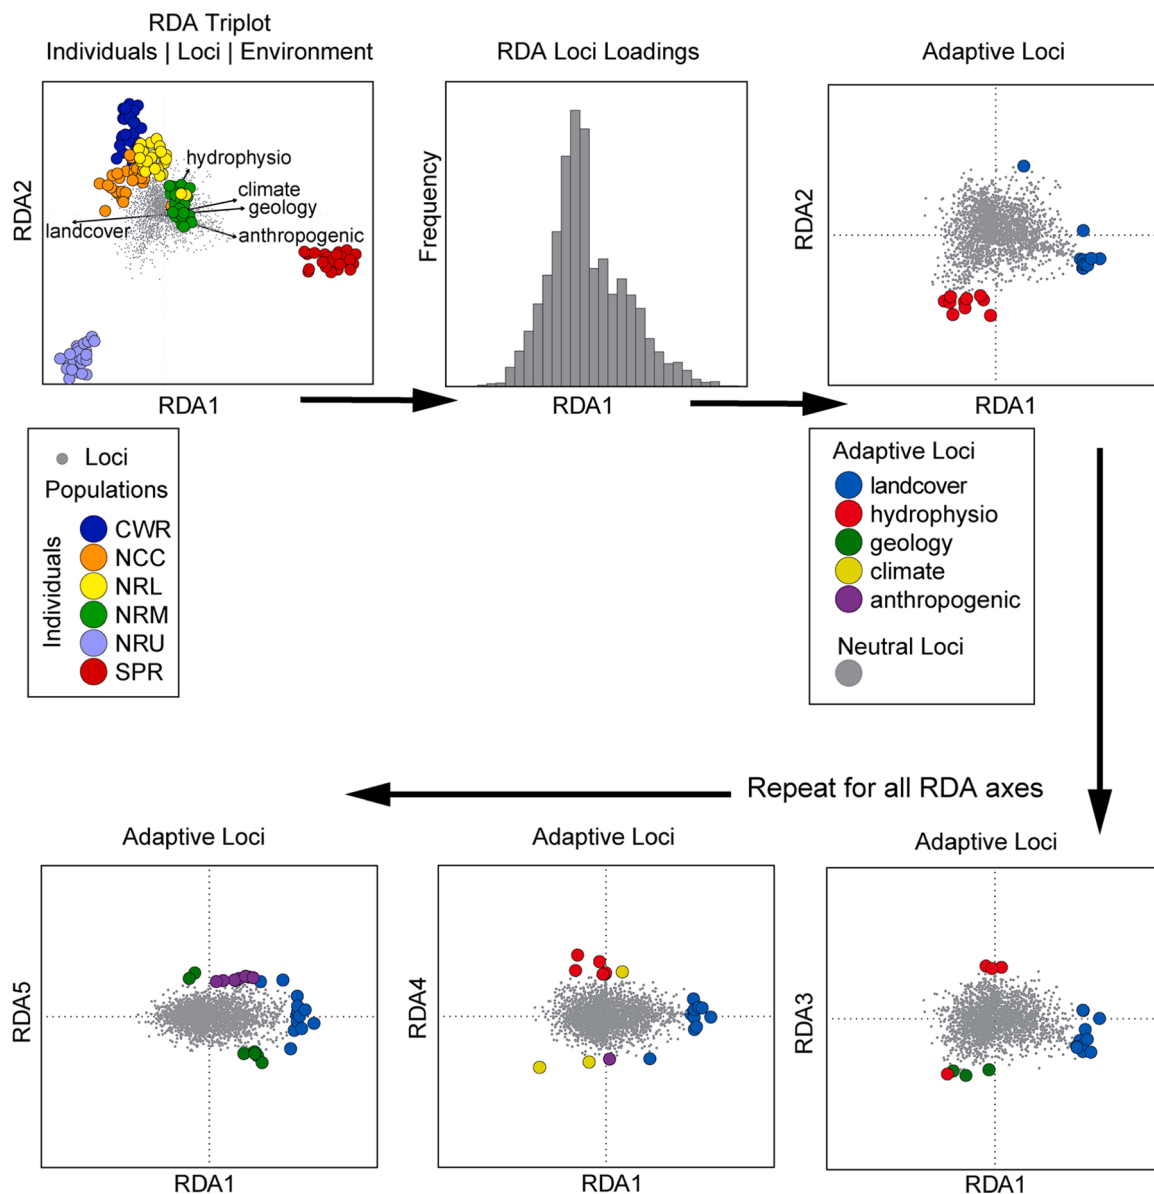 RDA Triplot
Individuals | Loci | Environment
RDA2
hydrophysio
climate
geology
landcover
anthropogenic
RDA1
RDA Loci Loadings
Frequency
RDA1
Adaptive Loci
RDA2
RDA1
Loci
Populations
Individuals
CWR
NCC
NRL
NRM
NRU
SPR
Adaptive Loci
landcover
hydrophysio
geology
climate
anthropogenic
Neutral Loci
Repeat for all RDA axes
Adaptive Loci
RDA5
RDA1
Adaptive Loci
RDA4
RDA1
Adaptive Loci
RDA3
RDA1